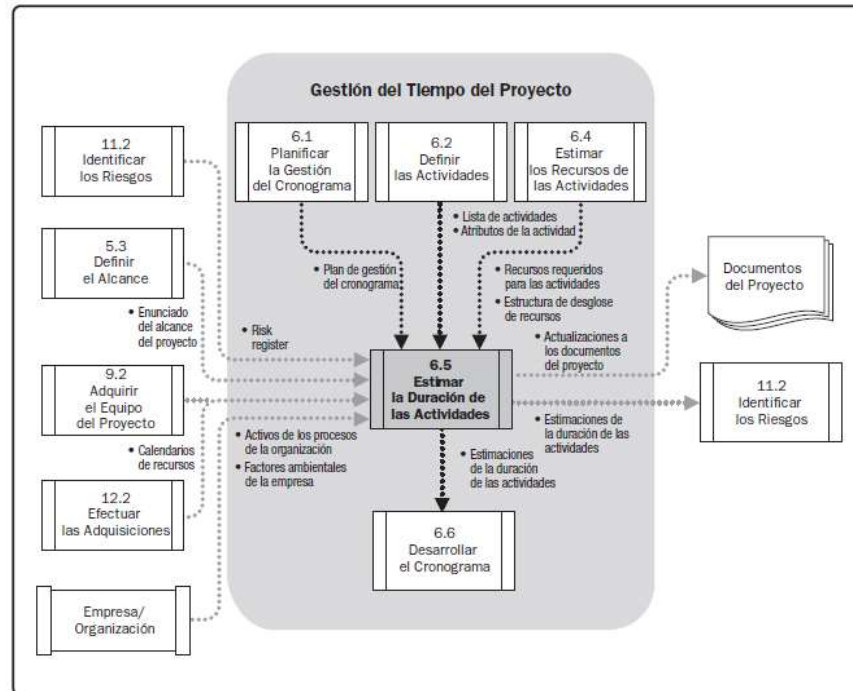 Gestión del Tiempo del Proyecto
11.2
Identificar
los Riesgos
6.1
Planificar
la Gestión
del Cronograma
6.2
Definir
las Actividades
6.4
Estimar
los Recursos de
las Actividades
• Lista de actividades
• Atributos de la actividad
5.3
Definir
el Alcance
• Plan de gestión
del cronograma
• Recursos requeridos
para las actividades
• Estructura de desglose
de recursos
Documentos
del Proyecto
• Enunciado
del alcance
del proyecto
• Risk
register
• Actualizaciones a
los documentos
del proyecto
6.5
Estimar
la Duración de
las Actividades
9.2
Adquirir
el Equipo
del Proyecto
11.2
Identificar
los Riesgos
• Calendarios
de recursos
• Activos de los procesos
de la organización
• Factores ambientales
de la empresa
• Estimaciones
de la duración
de las actividades
• Estimaciones de
la duración de las
actividades
12.2
Efectuar
las Adquisiciones
6.6
Desarrollar
el Cronograma
Empresa/
Organización